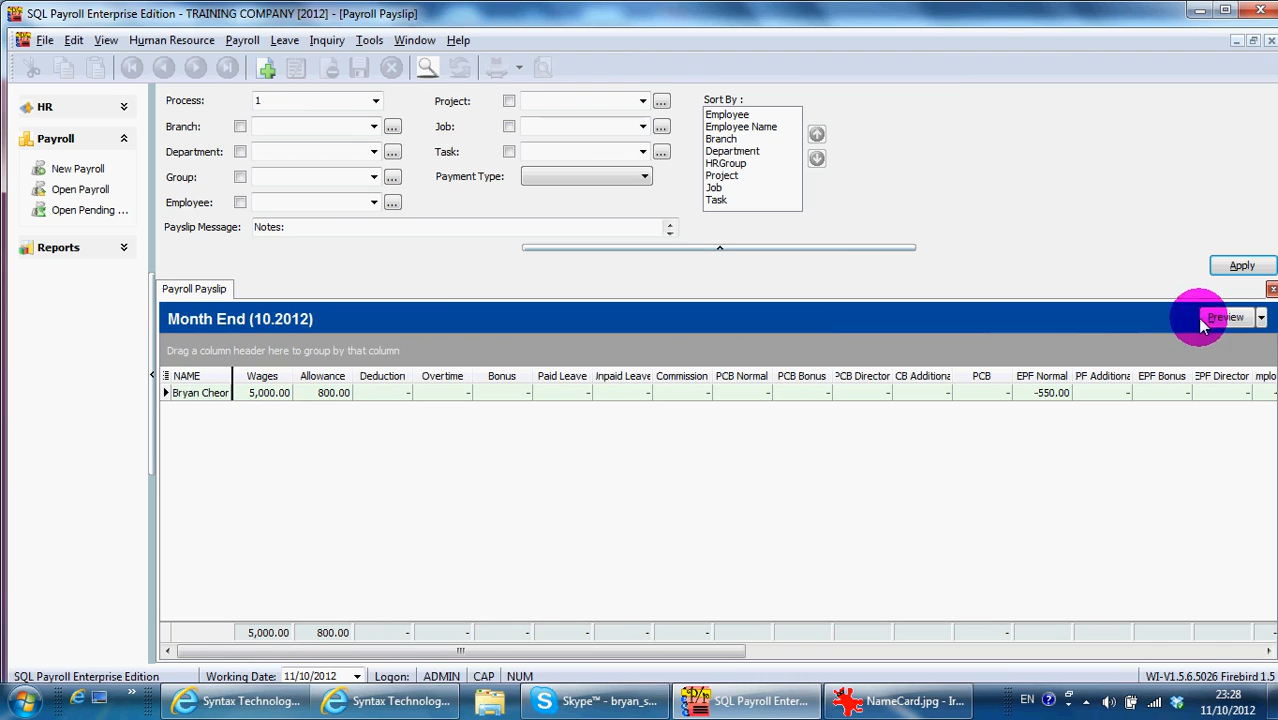 SQL Payroll Enterprise Edition - TRAINING COMPANY [2012] - [Payroll Payslip]
File Edit View Human Resource Payroll Leave Inquiry Tools Window Help
HR
Payroll
New Payroll
Open Payroll
Open Pending ...
Reports
Process: 1
Branch:
Department:
Group:
Employee:
Payslip Message: Notes:
Project:
Job:
Task:
Payment Type:
Sort By :
Employee
Employee Name
Branch
Department
HRGroup
Project
Job
Task
Apply
Payroll Payslip
Month End (10.2012)
Preview
Drag a column header here to group by that column
NAME Wages Allowance Deduction Overtime Bonus Paid Leave Inpaid Leave Commission PCB Normal PCB Bonus PCB Director CB Additiona PCB EPF Normal PF Additiona EPF Bonus EPF Director mplo
Bryan Cheor 5,000.00 800.00 - - - - - - - - - - - -550.00 - - -
5,000.00 800.00 - - - - - - -
SQL Payroll Enterprise Edition Working Date: 11/10/2012 Logon: ADMIN CAP NUM WI-V1.5.6.5026 Firebird 1.5
Syntax Technolog... Syntax Technolog... Skype™ - bryan_s... SQL Payroll Enter... NameCard.jpg - Ir... EN 23:28
11/10/2012